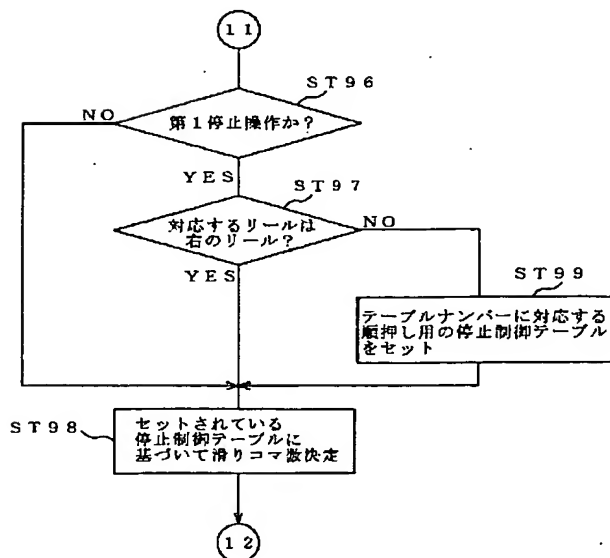 11
ST96
NO
第1停止操作か?
YES
ST97
対応するリールは
右のリール?
NO
YES
ST99
テーブルナンバーに対応する
順押し用の停止制御テーブル
をセット
ST98
セットされている
停止制御テーブルに
基づいて滑りコマ数決定
12